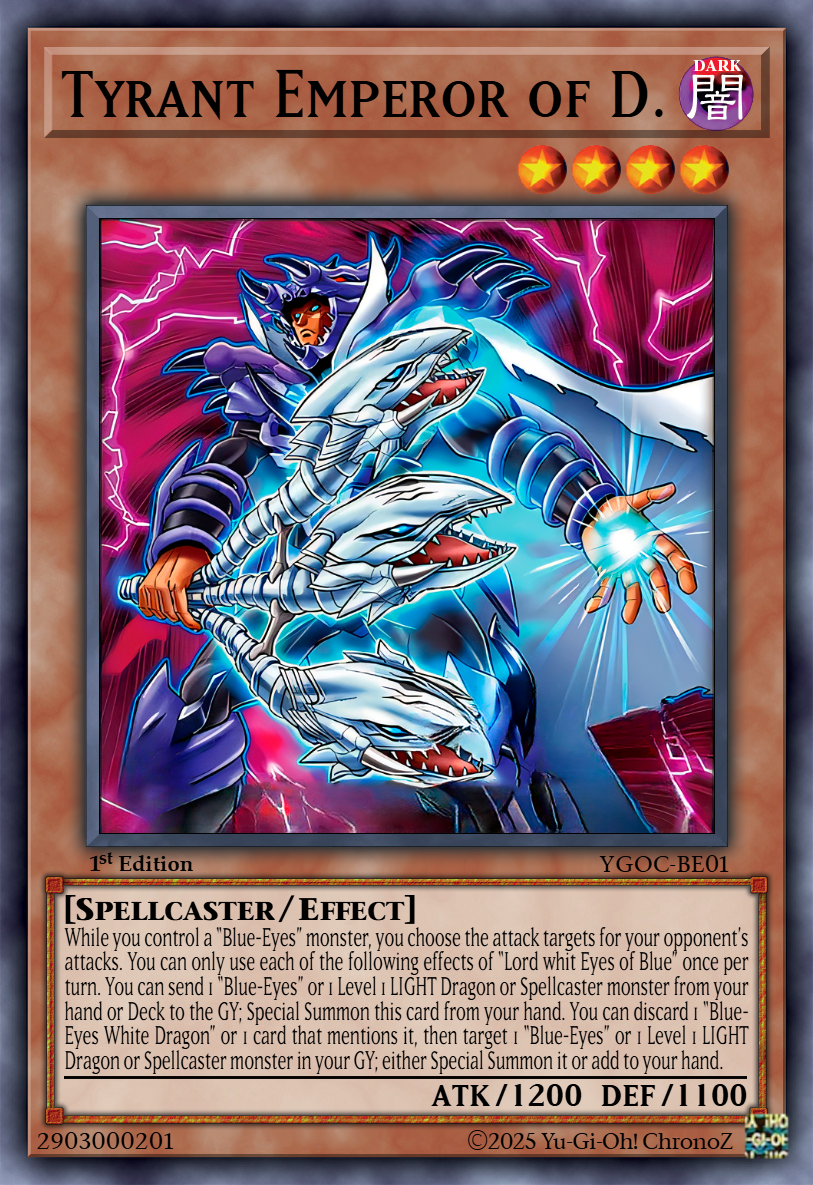 TYRANT EMPEROR OF D.
DARK
闇
1st Edition
YGOC-BE01
[SPELLCASTER/EFFECT]
While you control a "Blue-Eyes" monster, you choose the attack targets for your opponent's
attacks. You can only use each of the following effects of "Lord whit Eyes of Blue" once per
turn. You can send 1 "Blue-Eyes" or 1 Level 1 LIGHT Dragon or Spellcaster monster from your
hand or Deck to the GY; Special Summon this card from your hand. You can discard 1 "Blue-
Eyes White Dragon" or 1 card that mentions it, then target 1 "Blue-Eyes" or 1 Level 1 LIGHT
Dragon or Spellcaster monster in your GY; either Special Summon it or add to your hand.
ATK/1200 DEF/1100
2903000201
©2025 Yu-Gi-Oh! ChronoZ